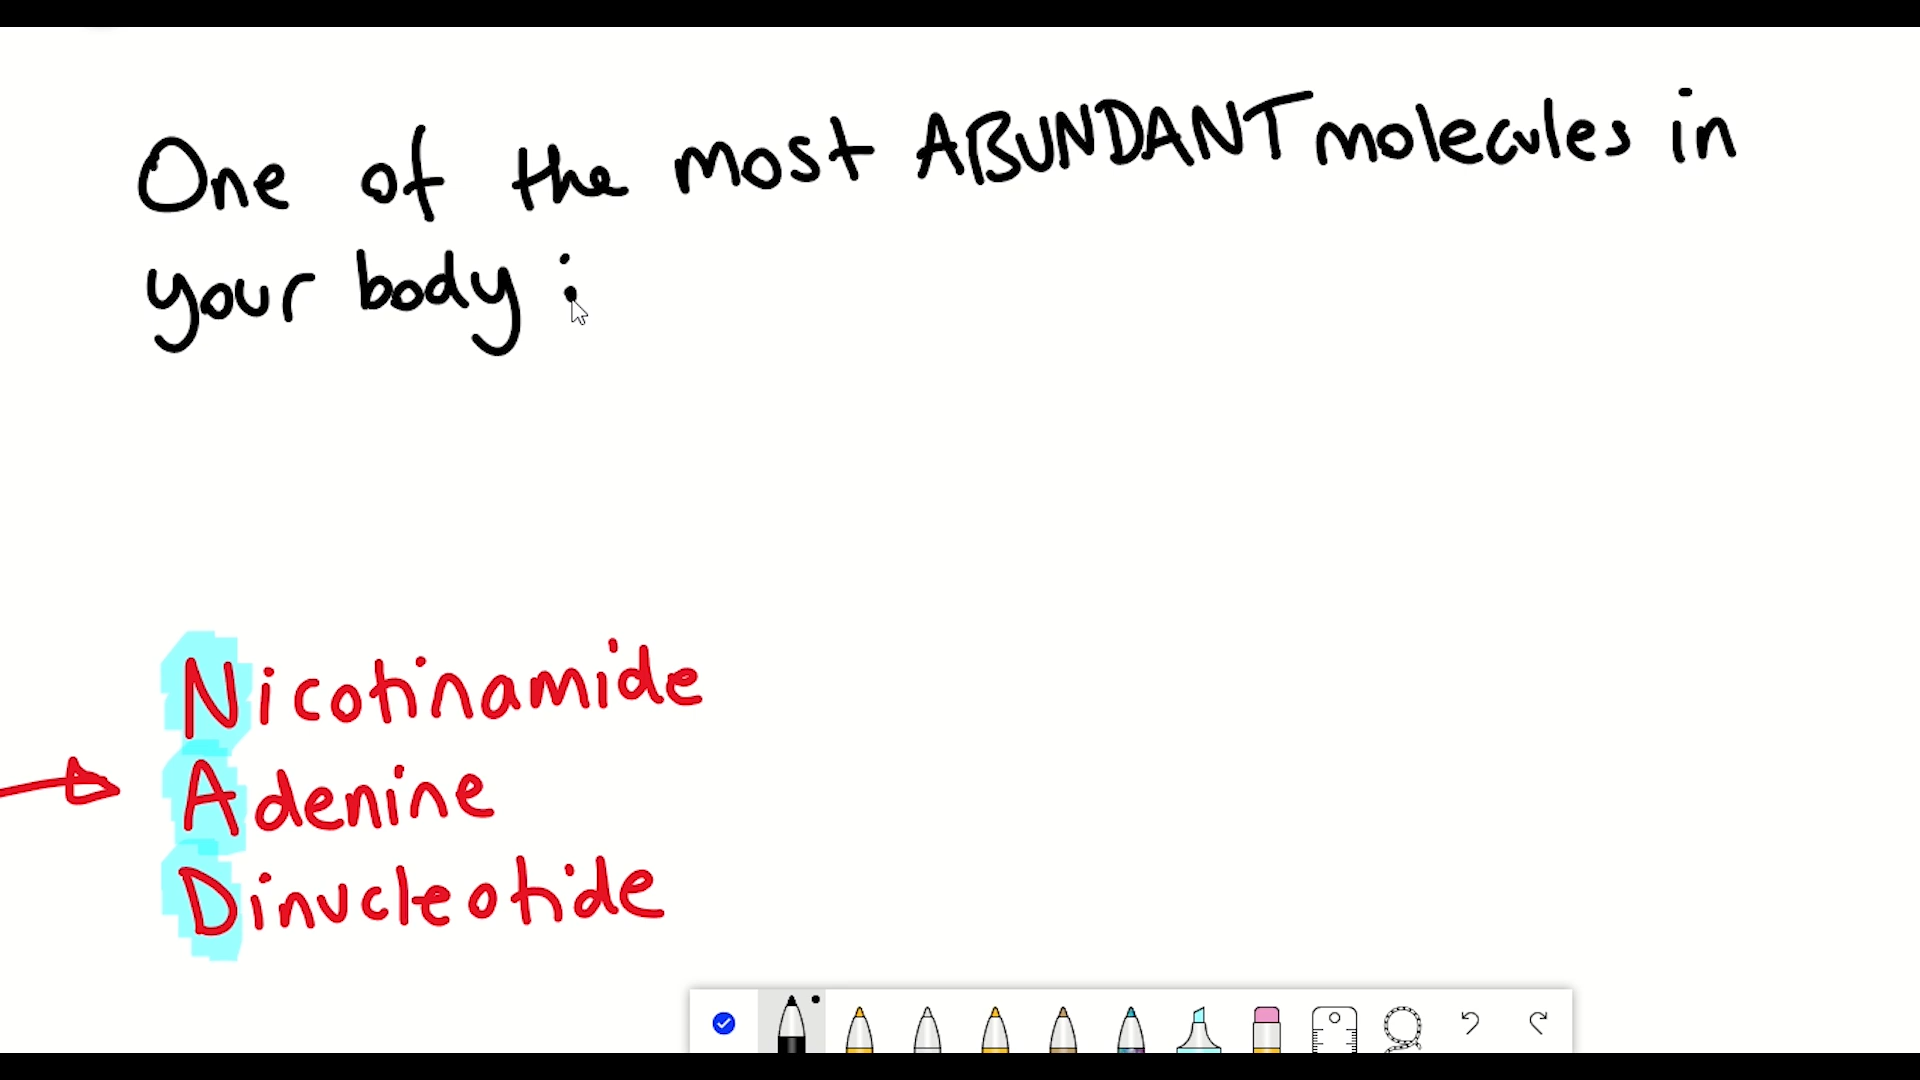 One of the most ABUNDANT molecules in
your body :
Nicotinamide
Adenine
Dinucleotide